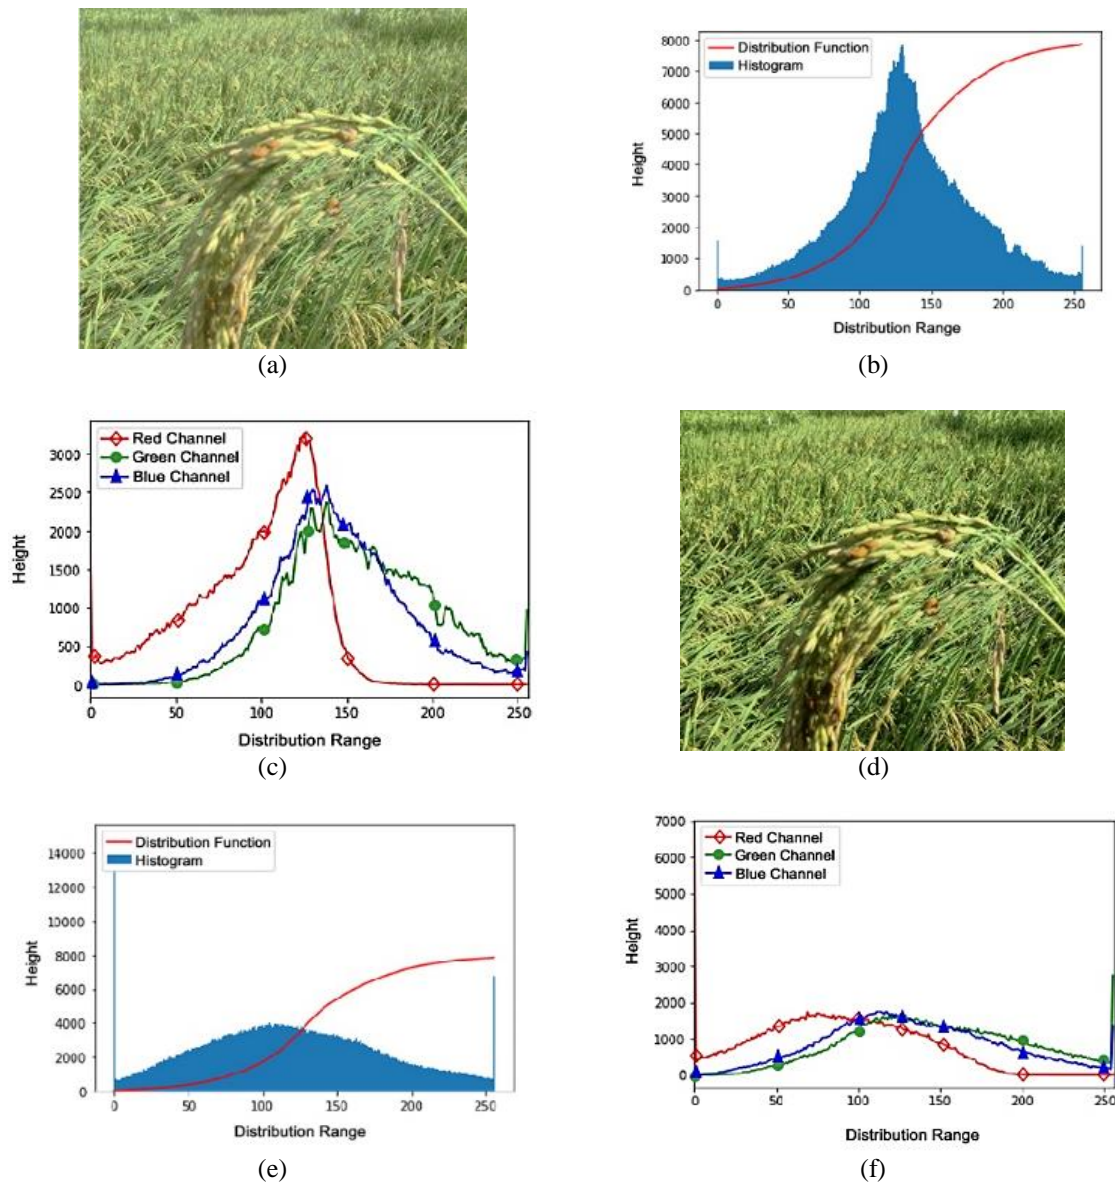 Distribution Function
Histogram
8000
7000
6000
5000
4000
3000
2000
1000
0
Height
0 50 100 150 200 250
Distribution Range
(a)
(b)
Red Channel
Green Channel
Blue Channel
3000
2500
2000
1500
1000
500
0
Height
0 50 100 150 200 250
Distribution Range
(c)
(d)
Distribution Function
Histogram
14000
12000
10000
8000
6000
4000
2000
0
Height
0 50 100 150 200 250
Distribution Range
(e)
7000
6000
5000
4000
3000
2000
1000
0
Red Channel
Green Channel
Blue Channel
Height
0 50 100 150 200 250
Distribution Range
(f)